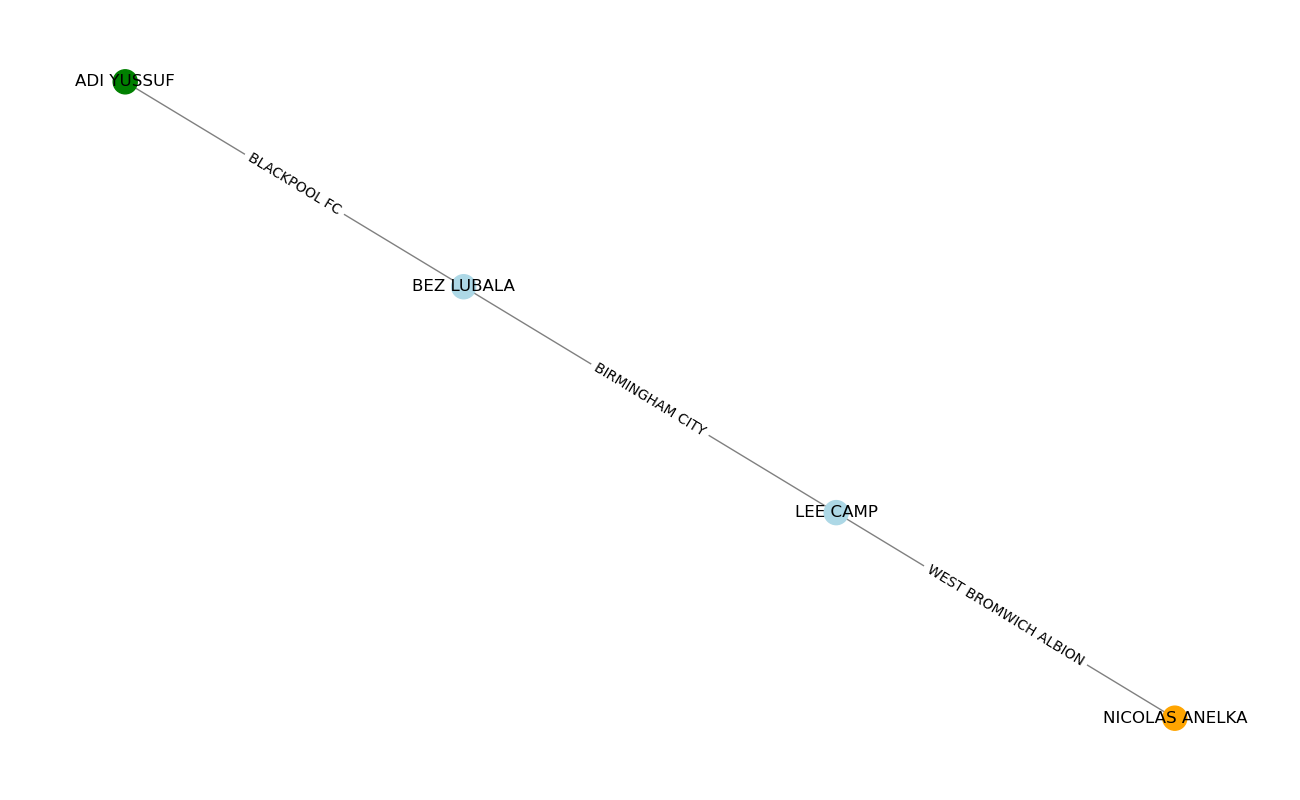 ADI YUSSUF
BLACKPOOL FC
BEZ LUBALA
BIRMINGHAM CITY
LEE CAMP
WEST BROMWICH ALBION
NICOLAS ANELKA